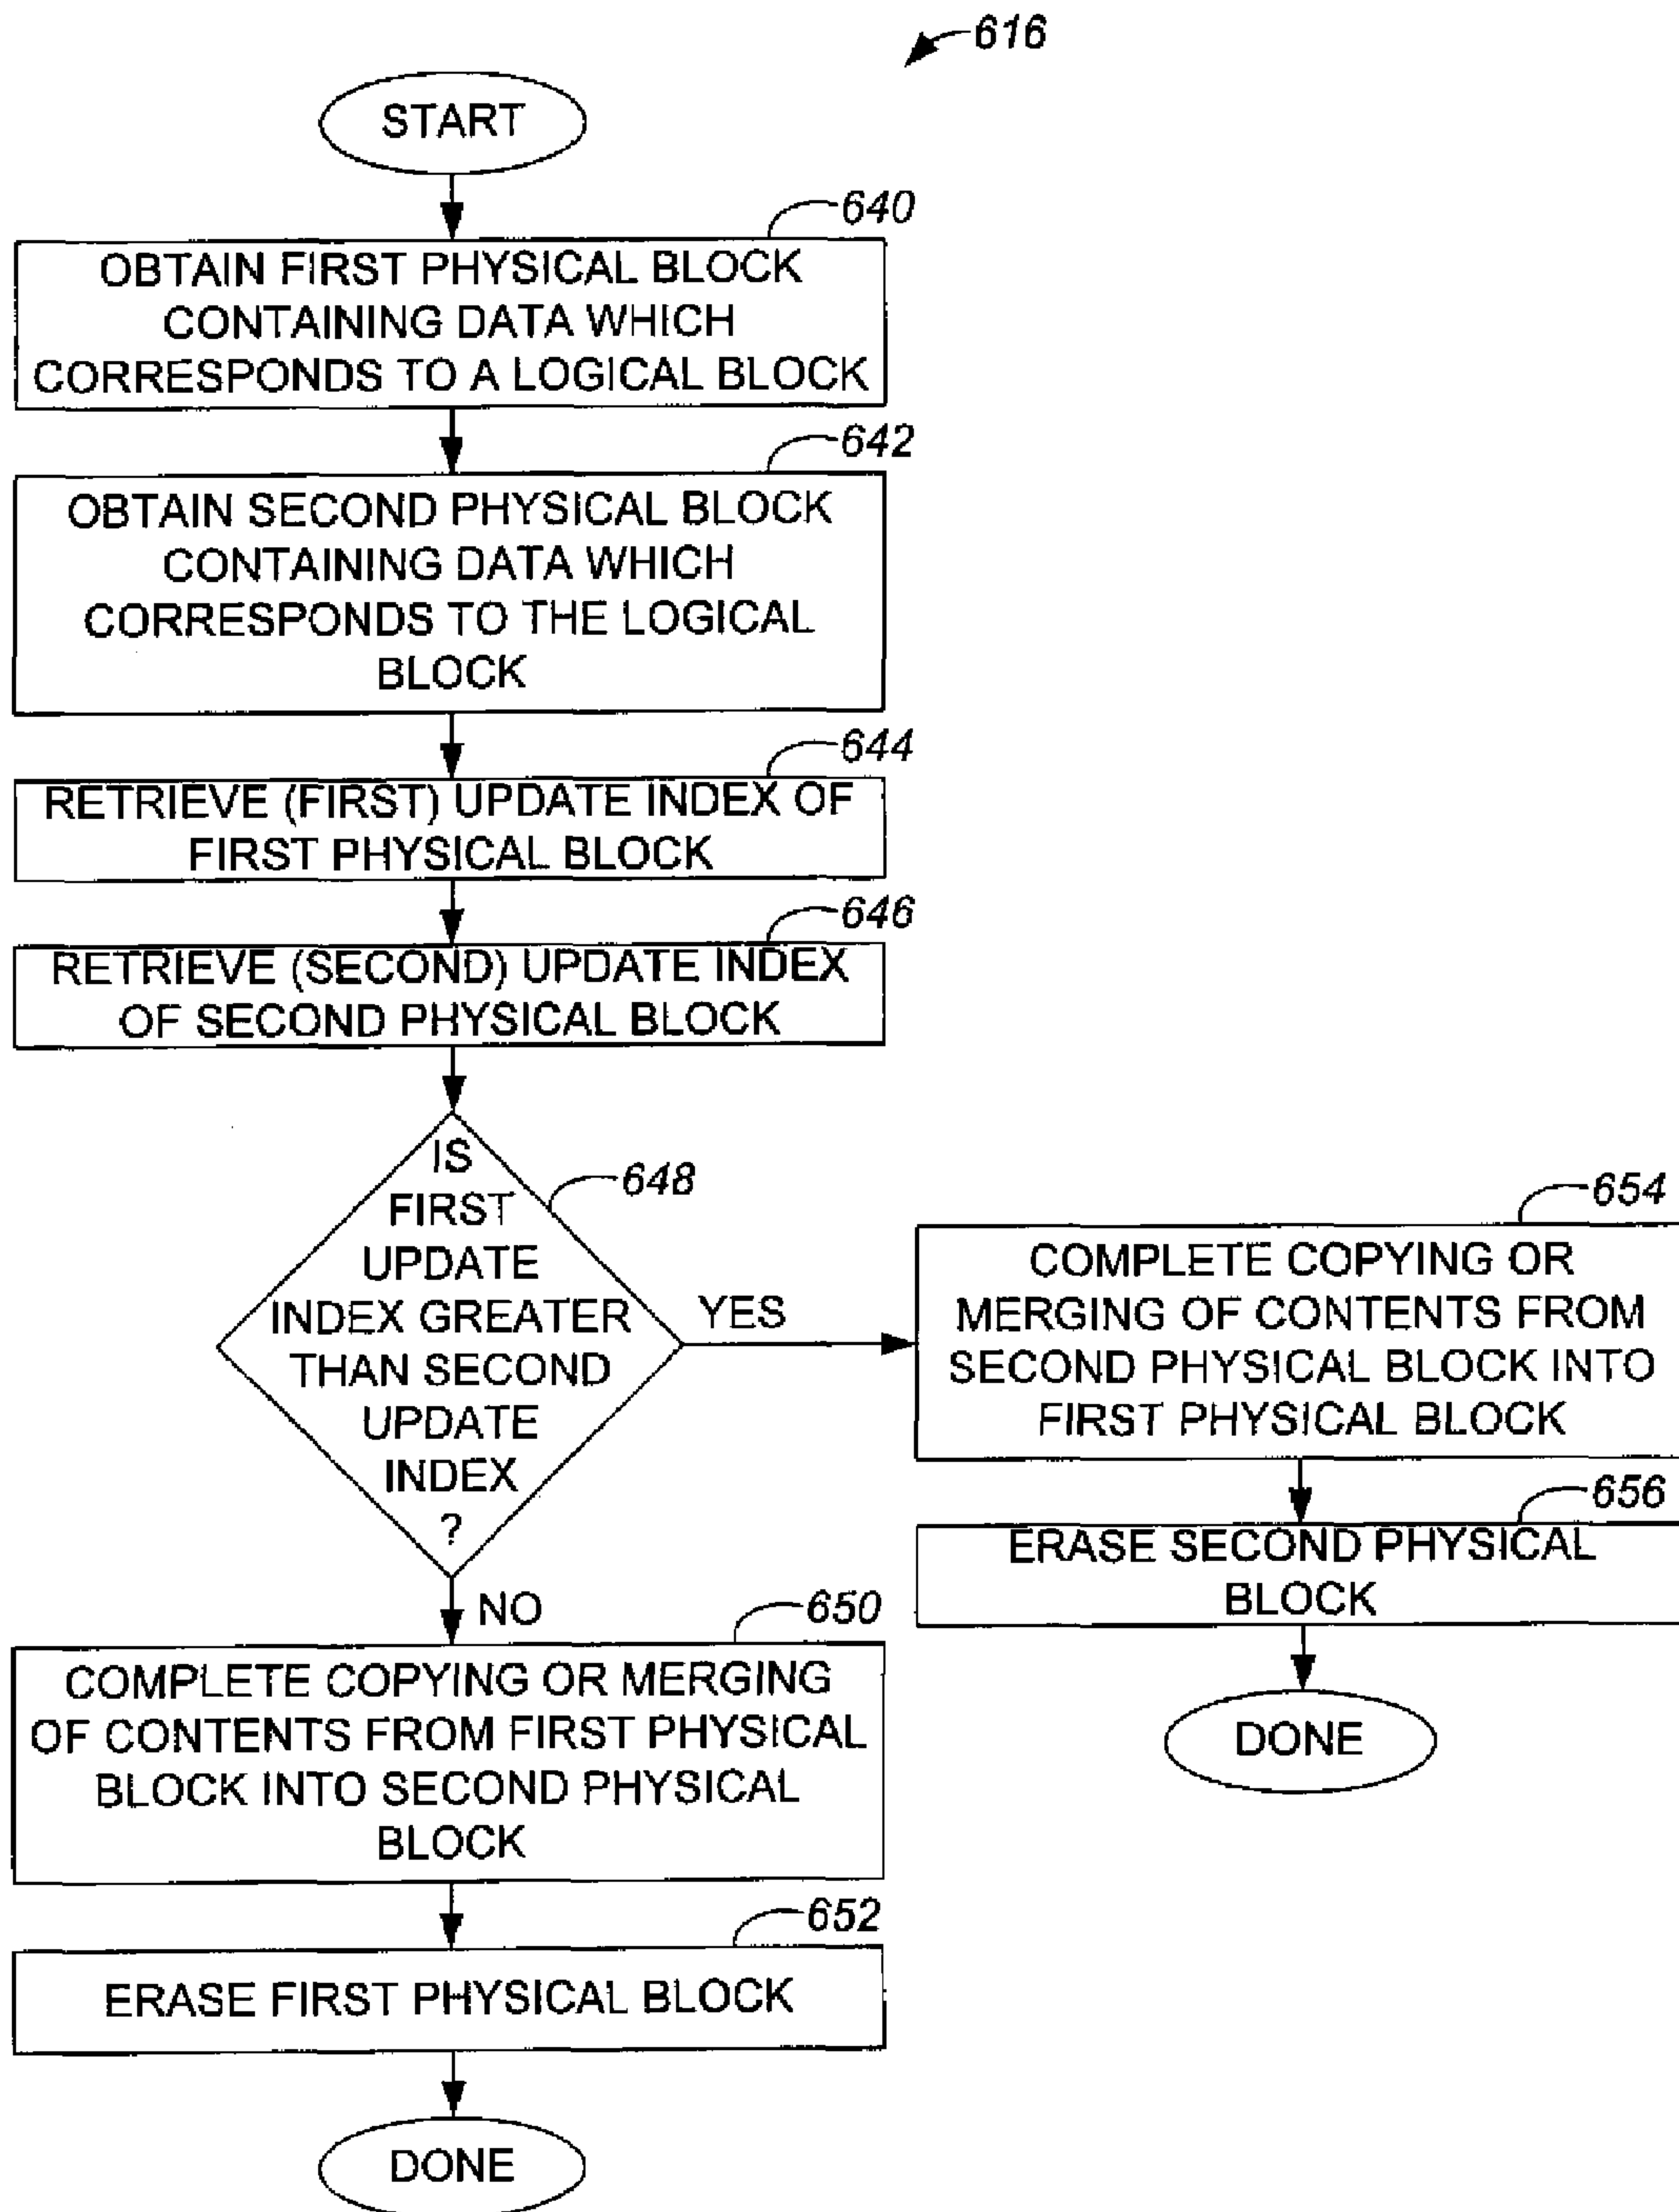 616
START
640
OBTAIN FIRST PHYSICAL BLOCK
CONTAINING DATA WHICH
CORRESPONDS TO A LOGICAL BLOCK
642
OBTAIN SECOND PHYSICAL BLOCK
CONTAINING DATA WHICH
CORRESPONDS TO THE LOGICAL
BLOCK
644
RETRIEVE (FIRST) UPDATE INDEX OF
FIRST PHYSICAL BLOCK
646
RETRIEVE (SECOND) UPDATE INDEX
OF SECOND PHYSICAL BLOCK
648
IS
FIRST
UPDATE
INDEX GREATER
THAN SECOND
UPDATE
INDEX
?
YES
654
COMPLETE COPYING OR
MERGING OF CONTENTS FROM
SECOND PHYSICAL BLOCK INTO
FIRST PHYSICAL BLOCK
656
ERASE SECOND PHYSICAL
BLOCK
DONE
NO
650
COMPLETE COPYING OR MERGING
OF CONTENTS FROM FIRST PHYSICAL
BLOCK INTO SECOND PHYSICAL
BLOCK
652
ERASE FIRST PHYSICAL BLOCK
DONE